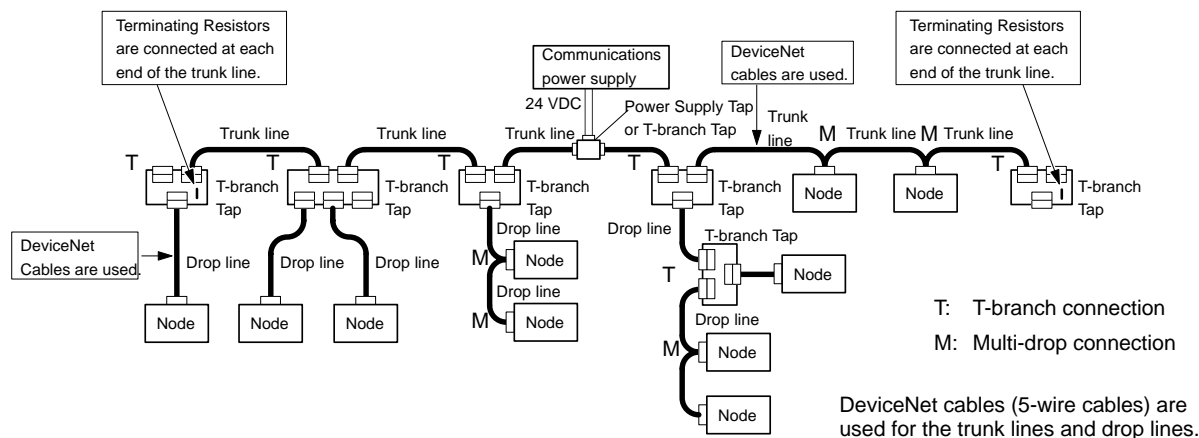 Terminating Resistors
are connected at each
end of the trunk line.
Communications
power supply
DeviceNet
cables are used.
Terminating Resistors
are connected at each
end of the trunk line.
24 VDC
Power Supply Tap
or T-branch Tap
Trunk line
Trunk line
Trunk line
Trunk
line
M
Trunk line
M
Trunk line
T
T
T
T
T
T-branch
Tap
T-branch
Tap
T-branch
Tap
T-branch
Tap
T-branch
Tap
Node
Node
DeviceNet
Cables are used.
Drop line
Drop line
Drop line
Drop line
M
Node
Drop line
M
Node
Node
Node
Node
Drop line
T-branch Tap
T
Node
Drop line
M
Node
Node
T: T-branch connection
M: Multi-drop connection
DeviceNet cables (5-wire cables) are
used for the trunk lines and drop lines.